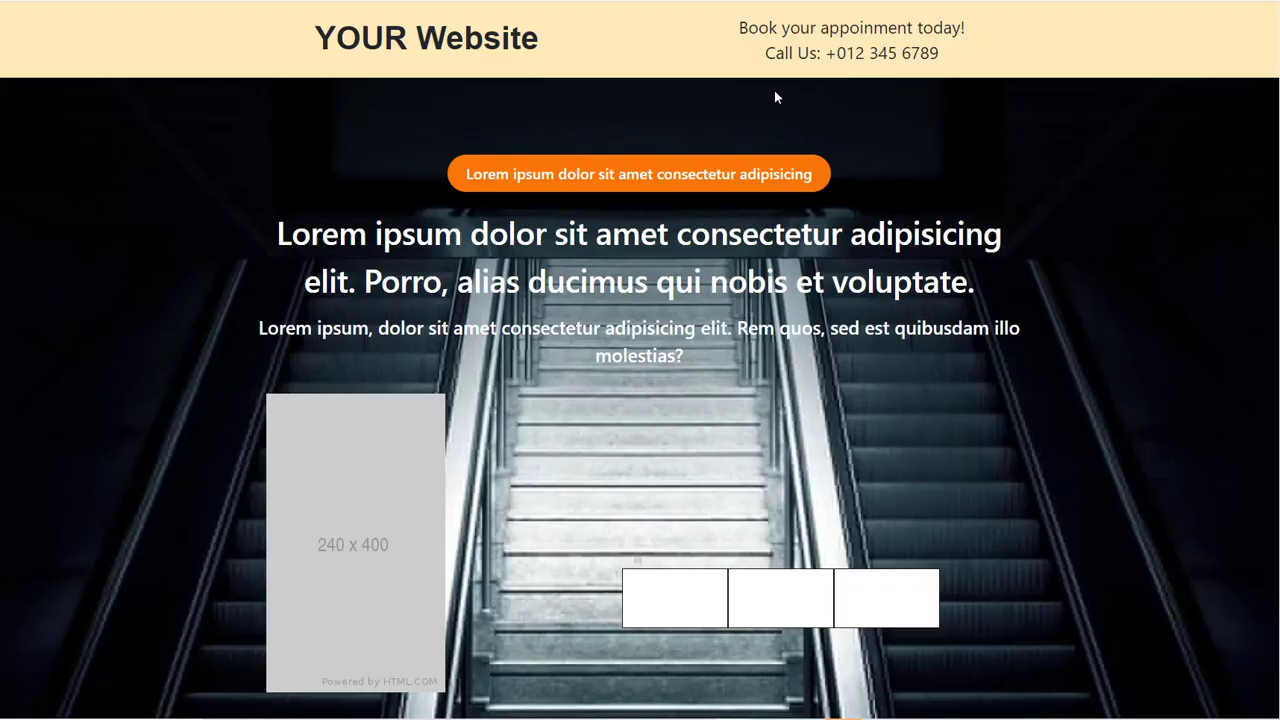 YOUR Website
Book your appoinment today!
Call Us: +012 345 6789
Lorem ipsum dolor sit amet consectetur adipisicing
Lorem ipsum dolor sit amet consectetur adipisicing
elit. Porro, alias ducimus qui nobis et voluptate.
Lorem ipsum, dolor sit amet consectetur adipisicing elit. Rem quos, sed est quibusdam illo
molestias?
240 x 400
Powered by HTML.COM